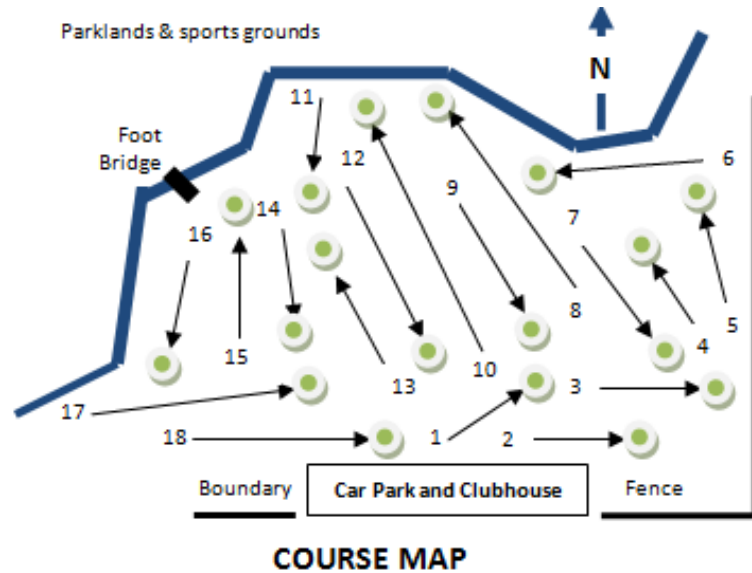 Parklands & sports grounds
N
11
Foot
Bridge
12
6
9
14
7
16
8
5
15
10
4
13
3
17
18
1
2
Boundary
Car Park and Clubhouse
Fence
COURSE MAP